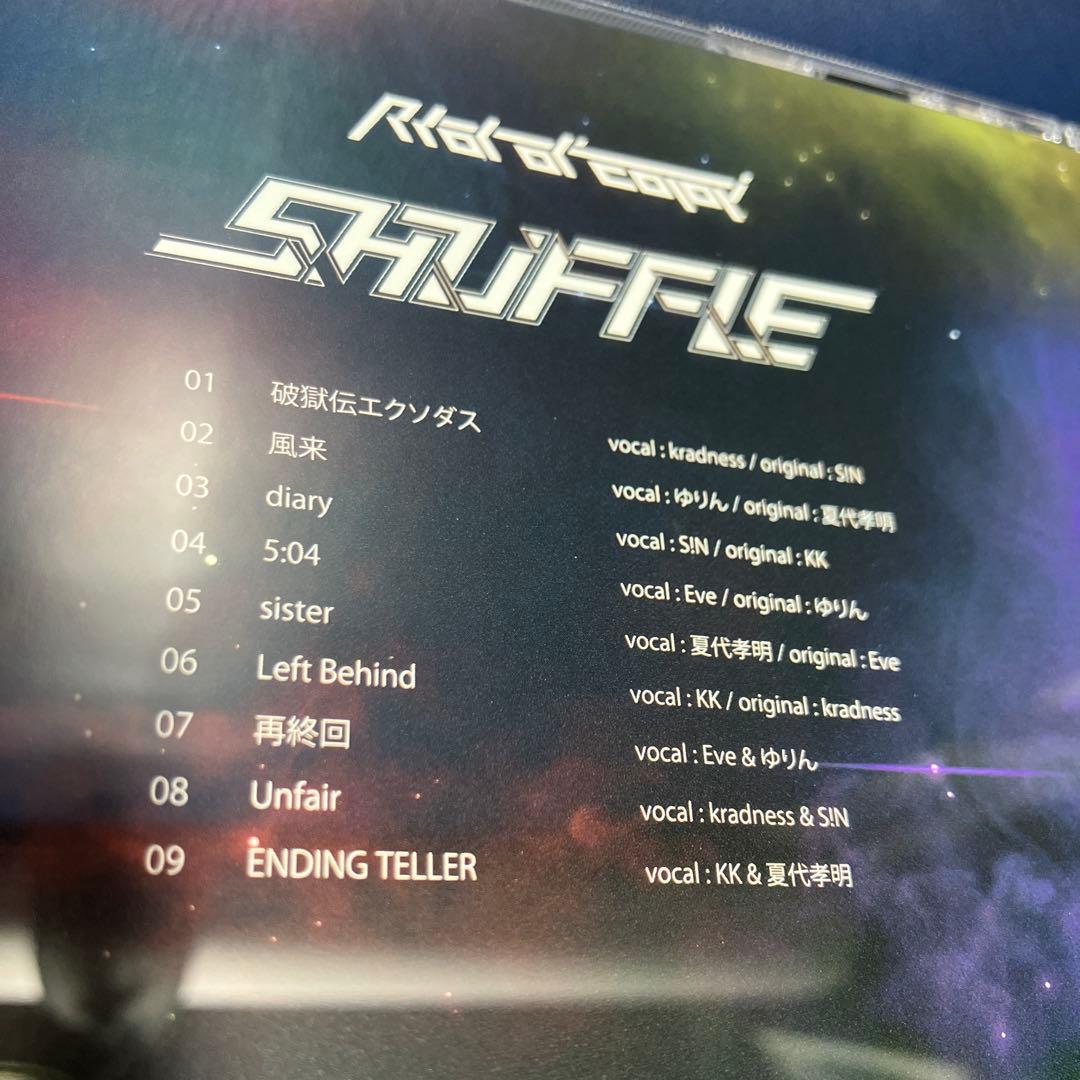 Riot of color
SHUFFLE
01 破獄伝エクソダス vocal : kradness / original : S!N
02 風来 vocal : ゆりん / original : 夏代孝明
03 diary vocal : S!N / original : KK
04 5:04 vocal : Eve / original : ゆりん
05 sister vocal : 夏代孝明 / original : Eve
06 Left Behind vocal : KK / original : kradness
07 再終回 vocal : Eve & ゆりん
08 Unfair vocal : kradness & S!N
09 ENDING TELLER vocal : KK & 夏代孝明